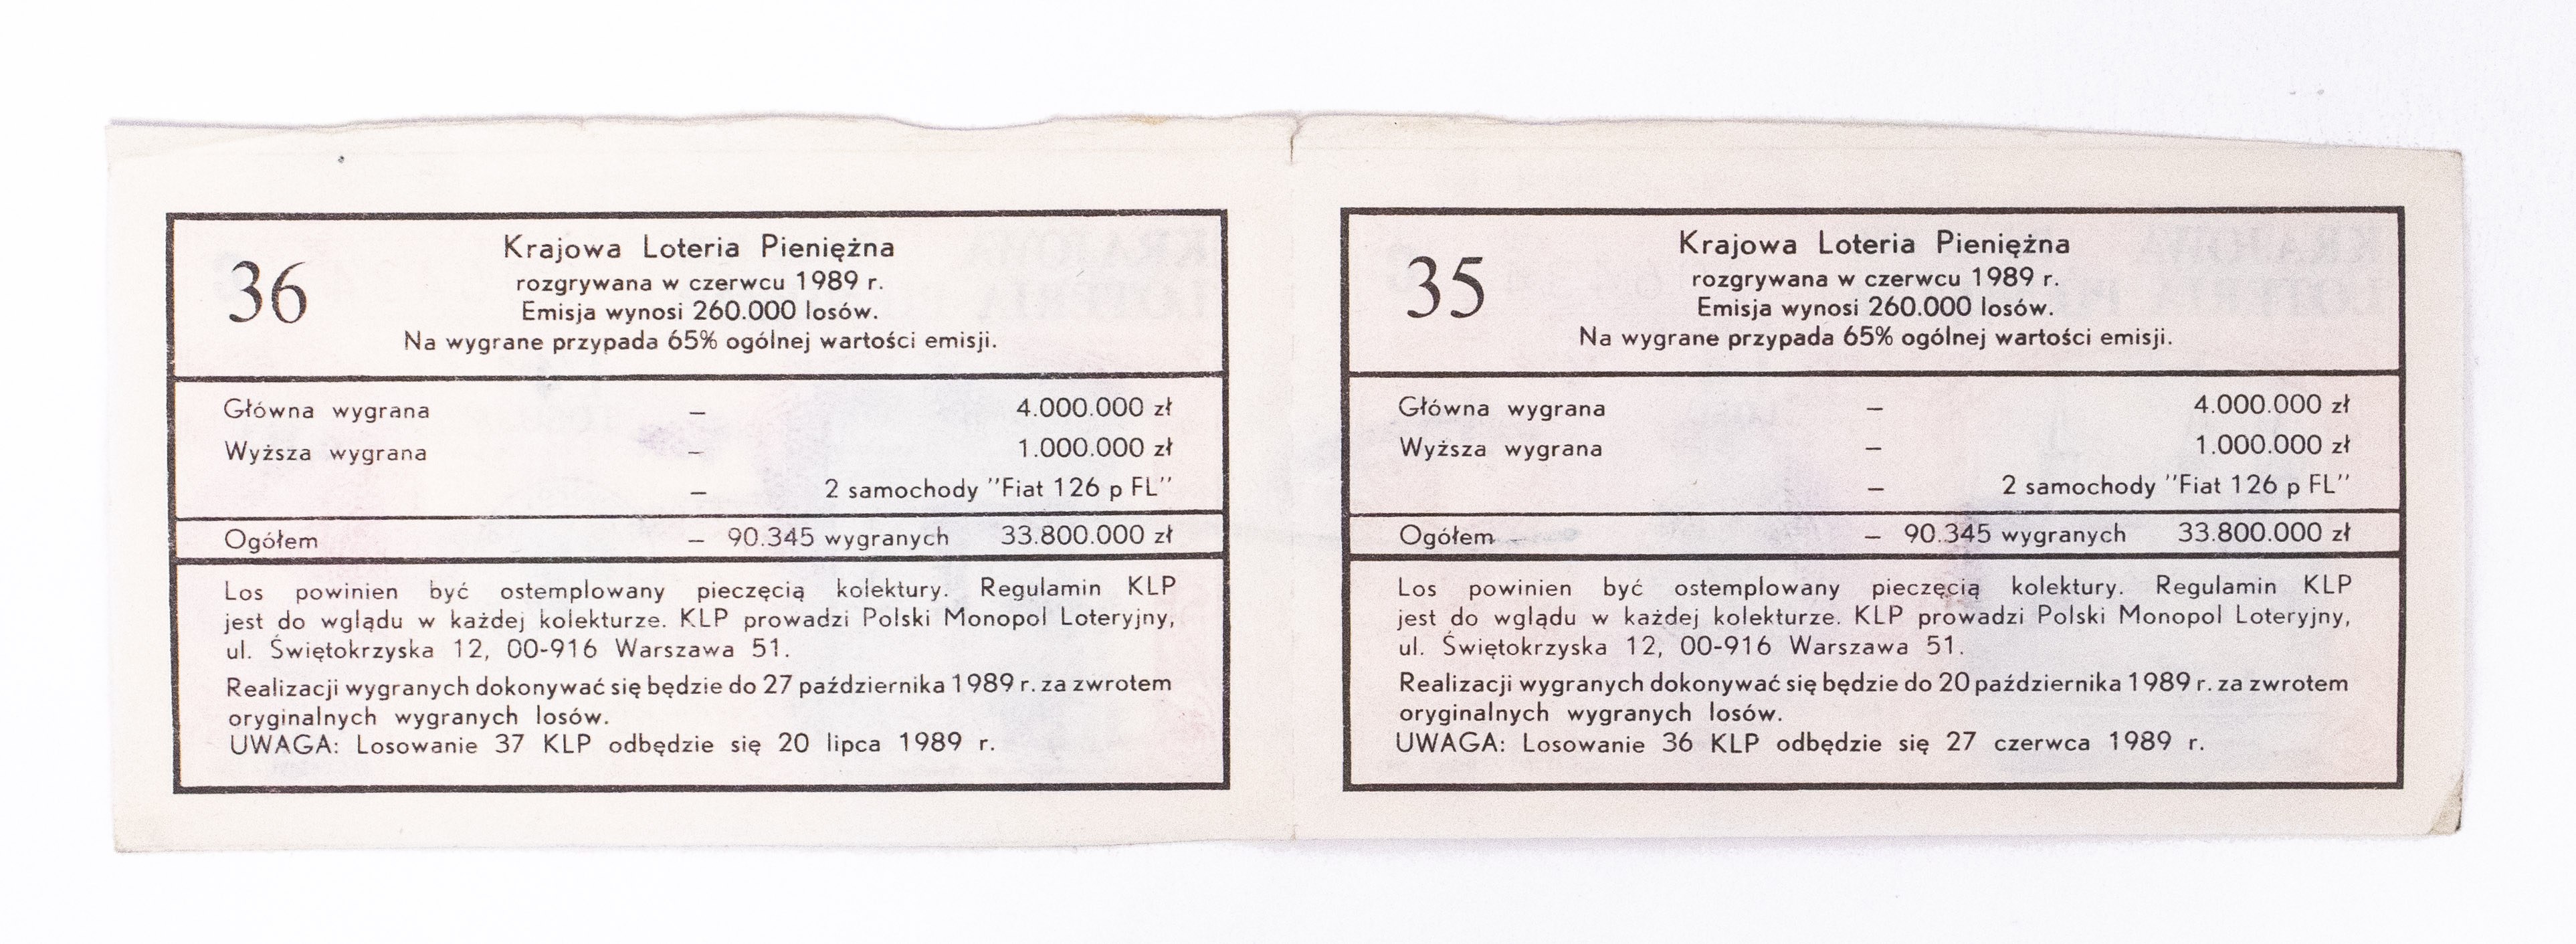 36
Krajowa Loteria Pieniężna
rozgrywana w czerwcu 1989 r.
Emisja wynosi 260.000 losów.
Na wygrane przypada 65% ogólnej wartości emisji.
Główna wygrana – 4.000.000 zł
Wyższa wygrana – 1.000.000 zł
– 2 samochody "Fiat 126 p FL"
Ogółem – 90.345 wygranych 33.800.000 zł
Los powinien być ostemplowany pieczęcią kolektury. Regulamin KLP
jest do wglądu w każdej kolekturze. KLP prowadzi Polski Monopol Loteryjny,
ul. Świętokrzyska 12, 00-916 Warszawa 51.
Realizacji wygranych dokonywać się będzie do 27 października 1989 r. za zwrotem
oryginalnych wygranych losów.
UWAGA: Losowanie 37 KLP odbędzie się 20 lipca 1989 r.
35
Krajowa Loteria Pieniężna
rozgrywana w czerwcu 1989 r.
Emisja wynosi 260.000 losów.
Na wygrane przypada 65% ogólnej wartości emisji.
Główna wygrana – 4.000.000 zł
Wyższa wygrana – 1.000.000 zł
– 2 samochody "Fiat 126 p FL"
Ogółem – 90.345 wygranych 33.800.000 zł
Los powinien być ostemplowany pieczęcią kolektury. Regulamin KLP
jest do wglądu w każdej kolekturze. KLP prowadzi Polski Monopol Loteryjny,
ul. Świętokrzyska 12, 00-916 Warszawa 51.
Realizacji wygranych dokonywać się będzie do 20 października 1989 r. za zwrotem
oryginalnych wygranych losów.
UWAGA: Losowanie 36 KLP odbędzie się 27 czerwca 1989 r.